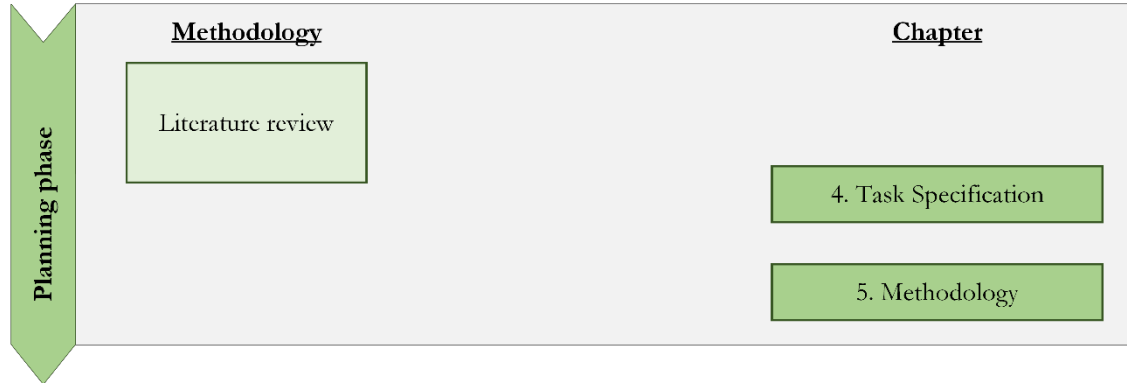 Planning phase
Methodology
Chapter
Literature review
4. Task Specification
5. Methodology